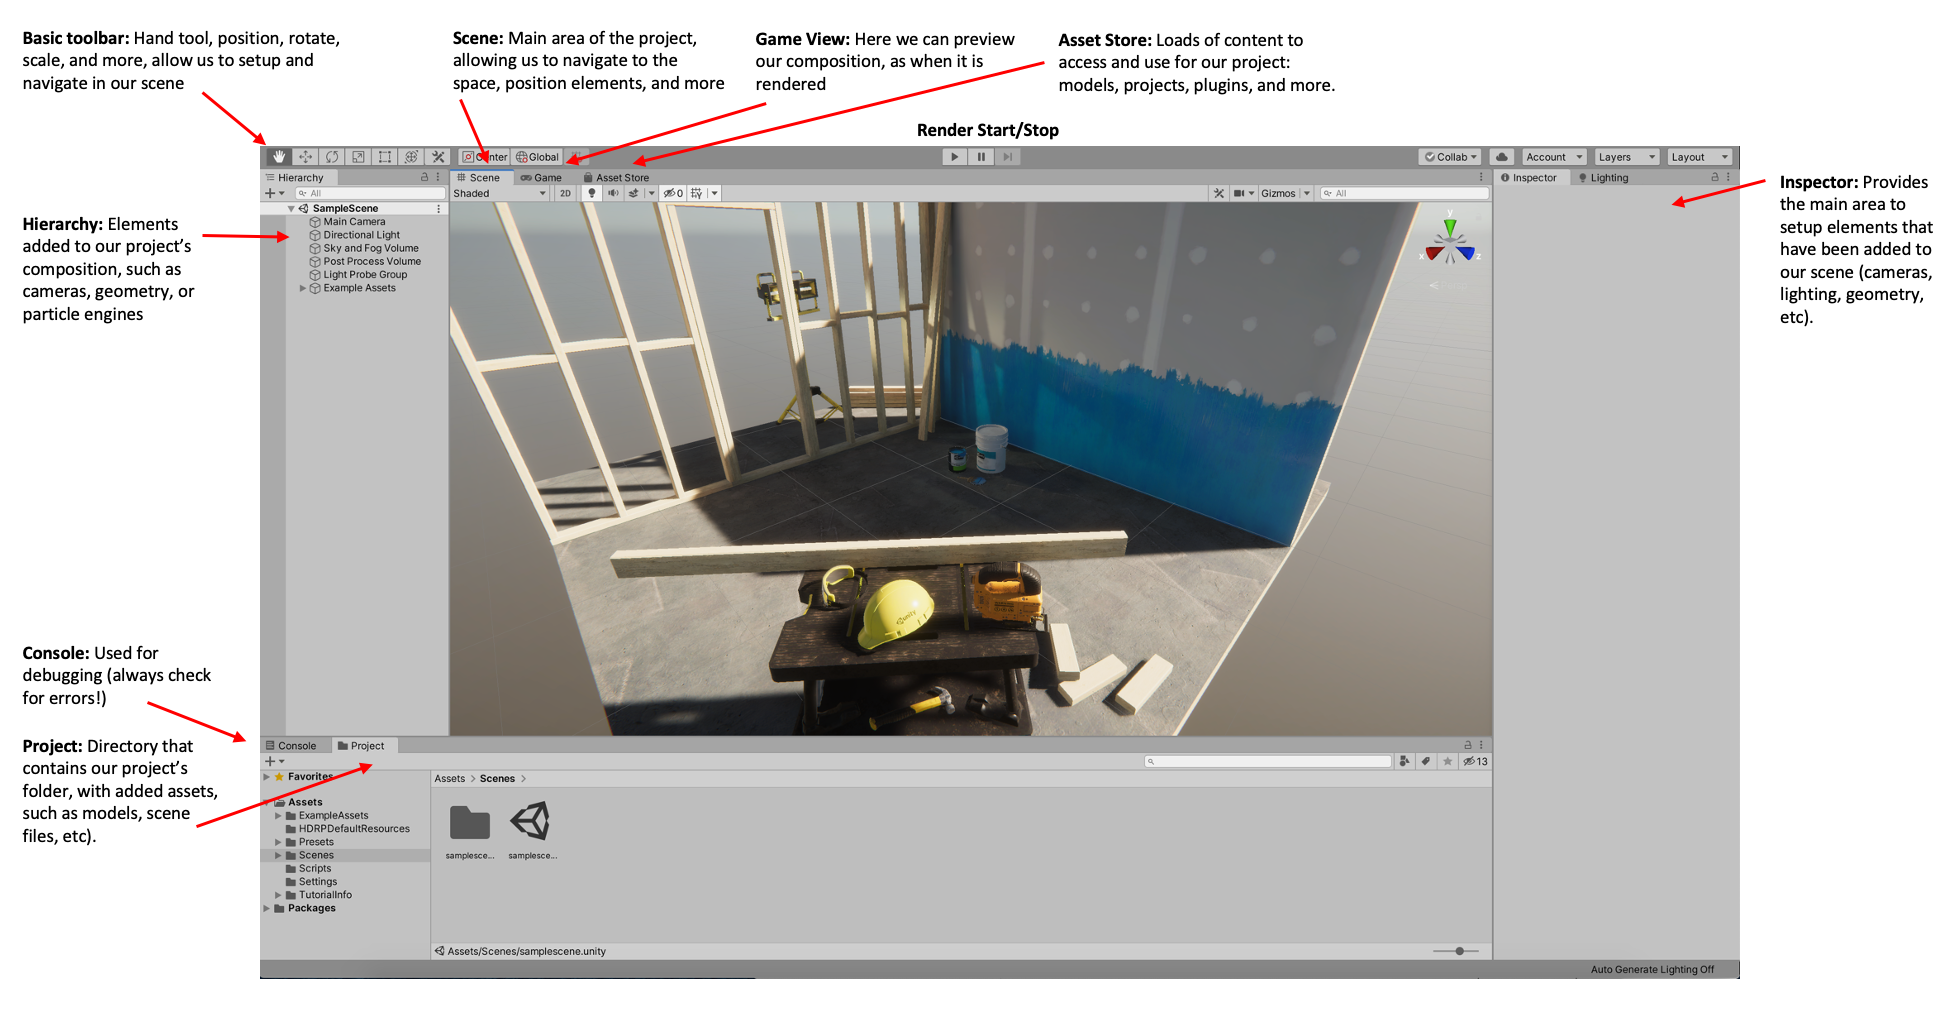 Basic toolbar: Hand tool, position, rotate,
scale, and more, allow us to setup and
navigate in our scene
Scene: Main area of the project,
allowing us to navigate to the
space, position elements, and more
Game View: Here we can preview
our composition, as when it is
rendered
Asset Store: Loads of content to
access and use for our project:
models, projects, plugins, and more.
Render Start/Stop
Center Global
Collab Account Layers Layout
Hierarchy
All
SampleScene
Main Camera
Directional Light
Sky and Fog Volume
Post Process Volume
Light Probe Group
Example Assets
Scene Game Asset Store
Shaded 2D 0 Gizmos All
y
x z
unity
Inspector Lighting
Hierarchy: Elements
added to our project’s
composition, such as
cameras, geometry, or
particle engines
Inspector: Provides
the main area to
setup elements that
have been added to
our scene (cameras,
lighting, geometry,
etc).
Console: Used for
debugging (always check
for errors!)
Project: Directory that
contains our project’s
folder, with added assets,
such as models, scene
files, etc).
Console Project
13
Favorites
Assets
ExampleAssets
HDRPDefaultResources
Presets
Scenes
Scripts
Settings
TutorialInfo
Packages
Assets > Scenes >
samplesce... samplesce...
Assets/Scenes/samplescene.unity
Auto Generate Lighting Off